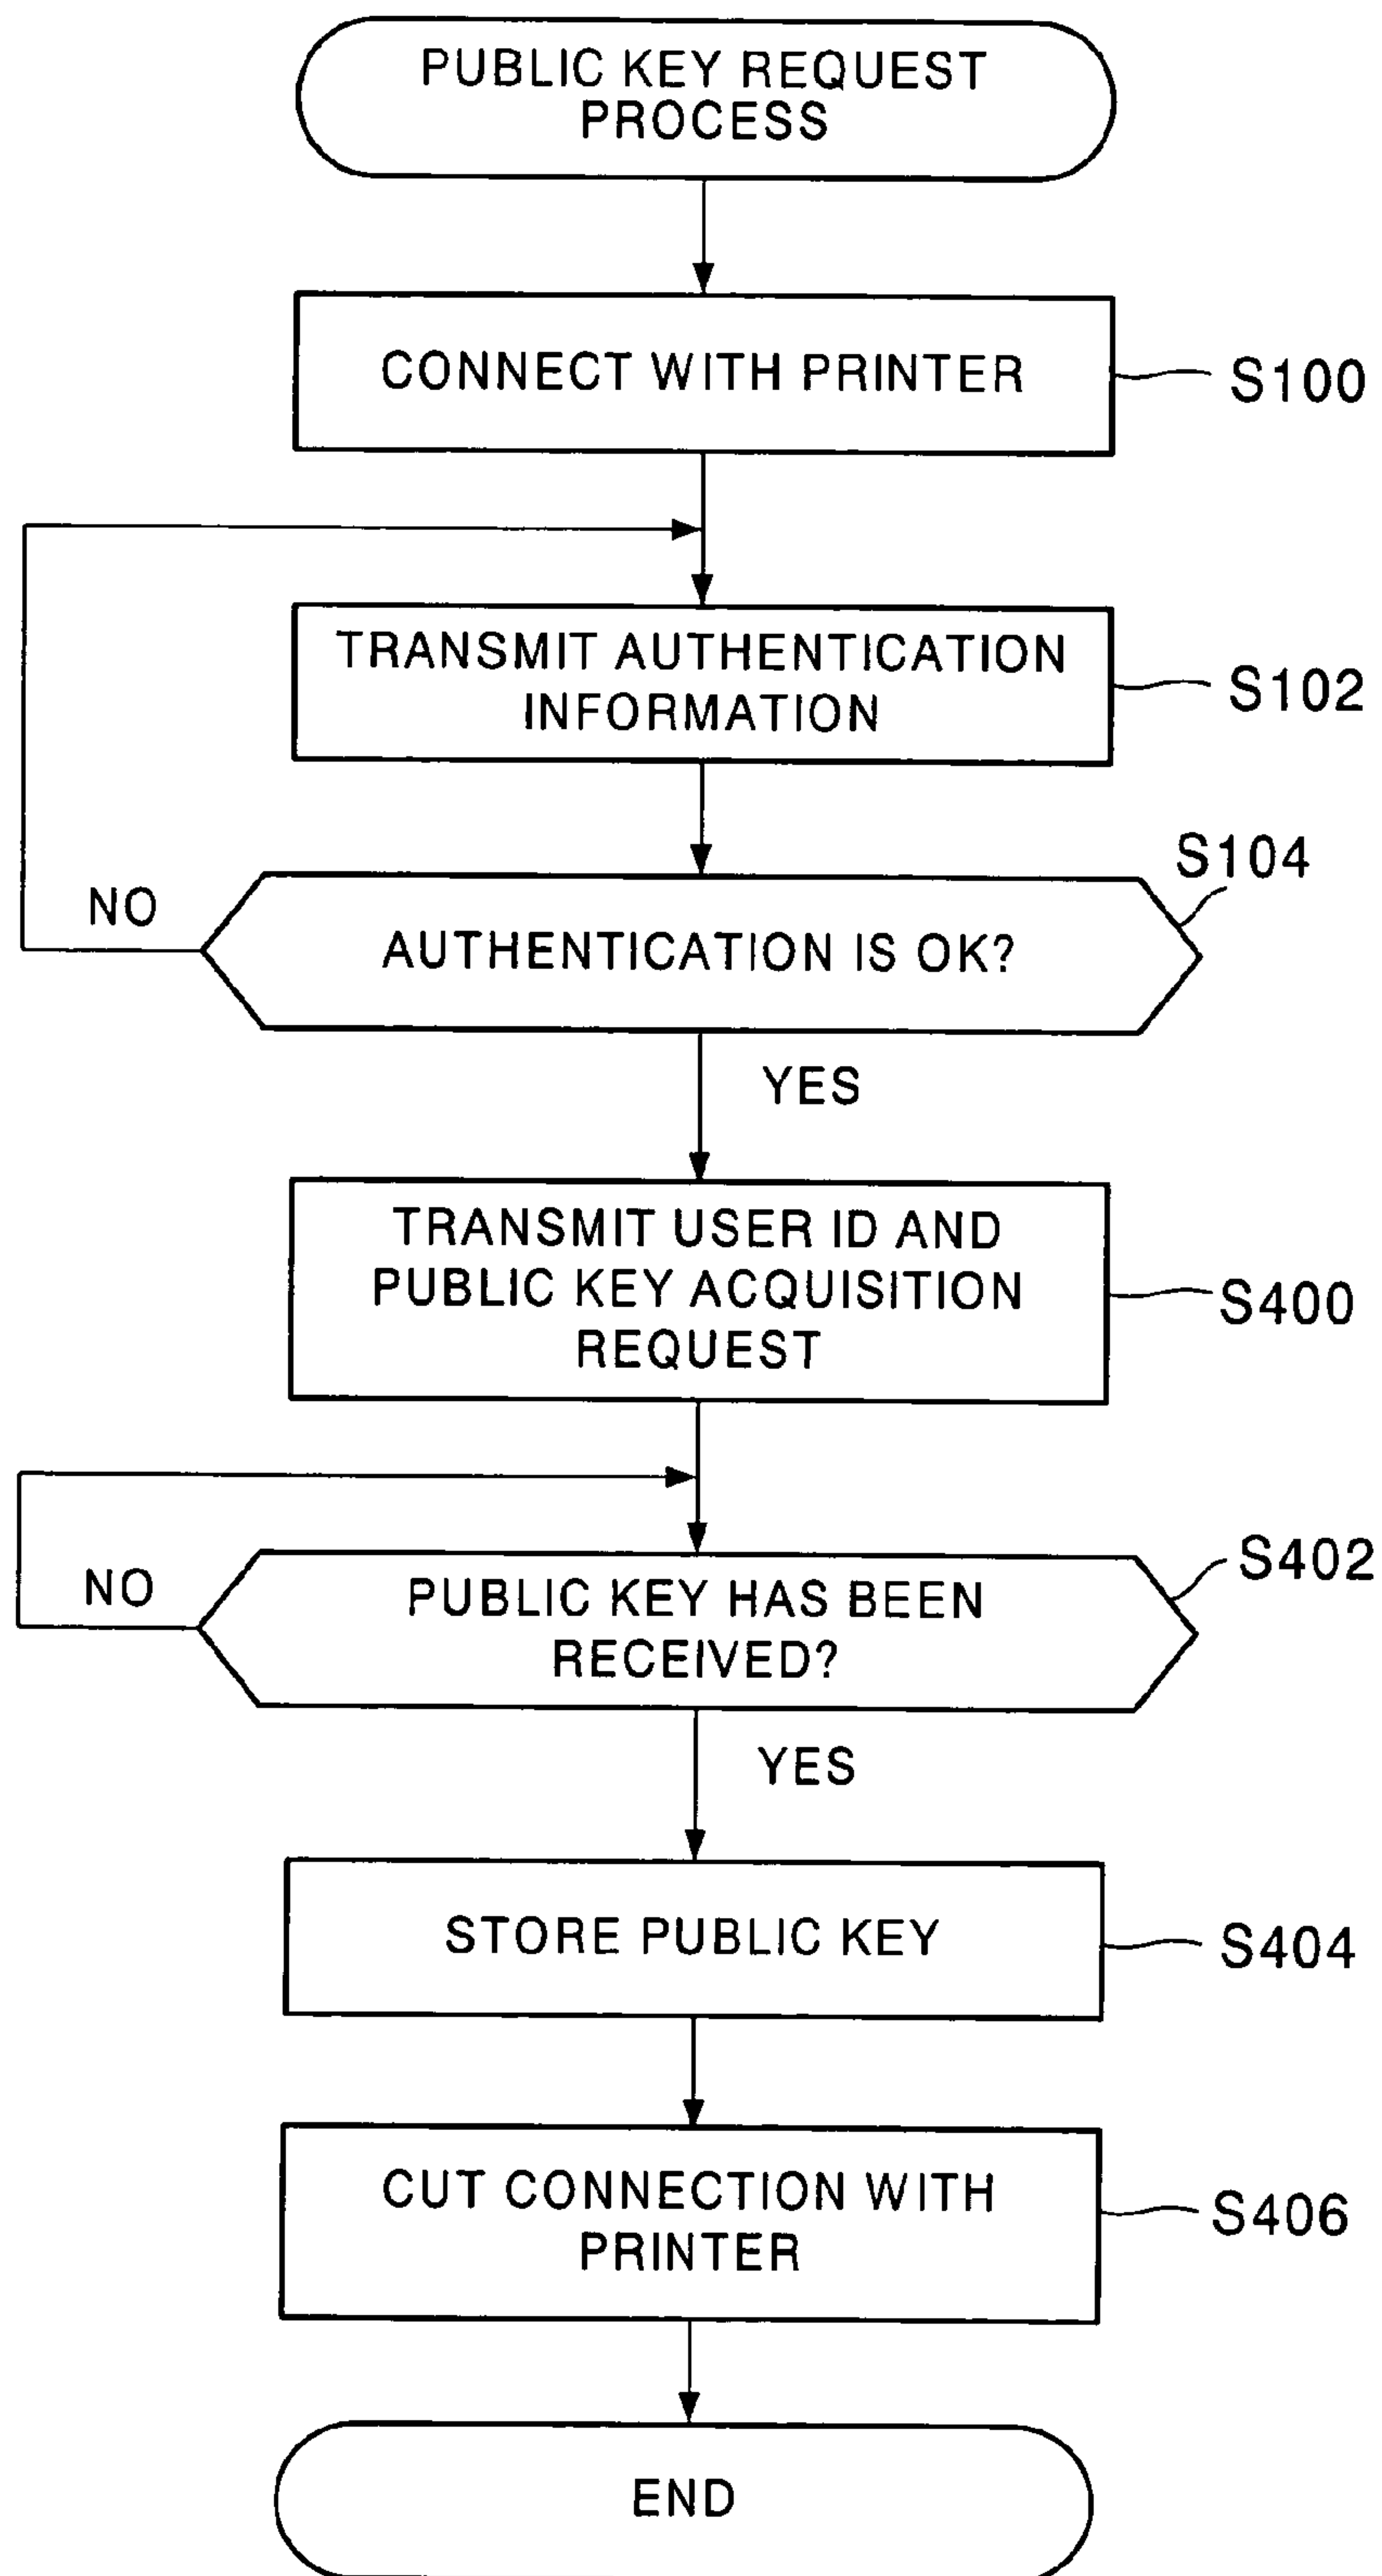 PUBLIC KEY REQUEST
PROCESS
CONNECT WITH PRINTER
S100
TRANSMIT AUTHENTICATION
INFORMATION
S102
S104
NO
AUTHENTICATION IS OK?
YES
TRANSMIT USER ID AND
PUBLIC KEY ACQUISITION
REQUEST
S400
S402
NO
PUBLIC KEY HAS BEEN
RECEIVED?
YES
STORE PUBLIC KEY
S404
CUT CONNECTION WITH
PRINTER
S406
END